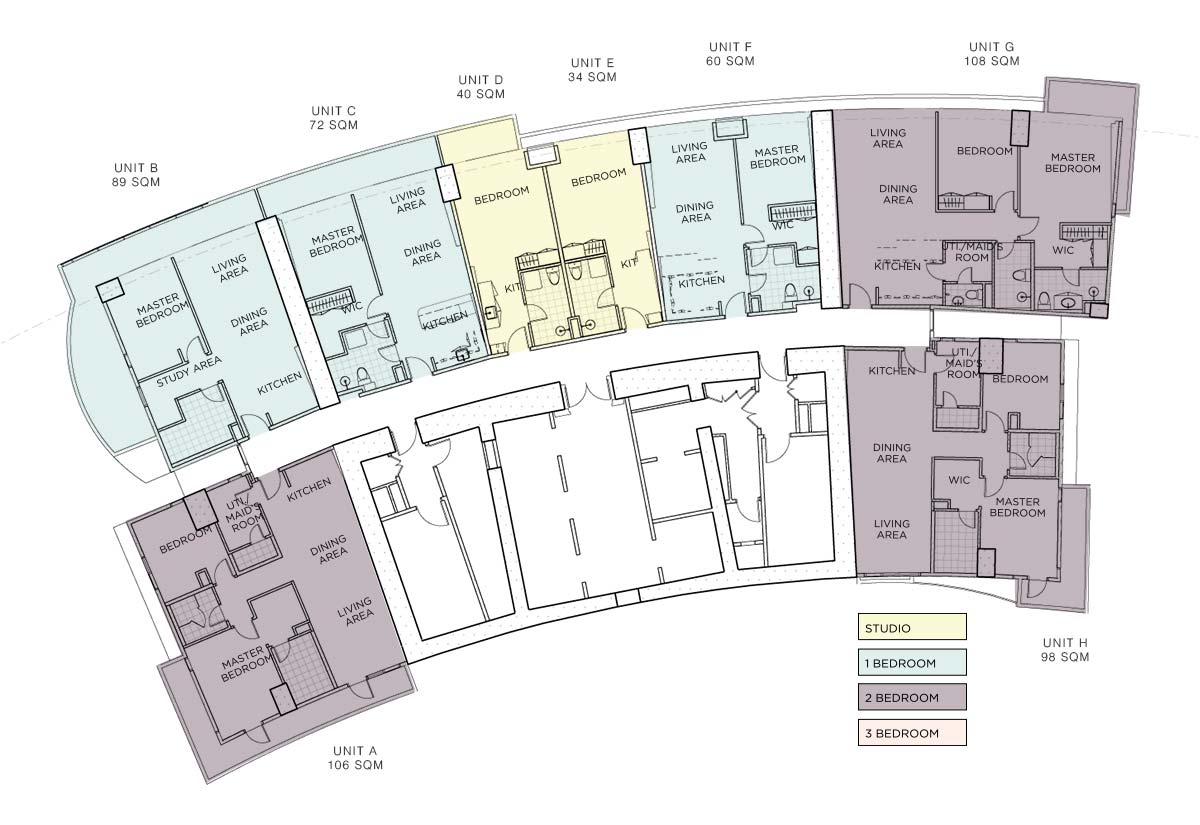 UNIT A
106 SQM
UNIT B
89 SQM
UNIT C
72 SQM
UNIT D
40 SQM
UNIT E
34 SQM
UNIT F
60 SQM
UNIT G
108 SQM
UNIT H
98 SQM
LIVING
AREA
MASTER
BEDROOM
DINING
AREA
STUDY AREA
KITCHEN
LIVING
AREA
MASTER
BEDROOM
DINING
AREA
WIC
KITCHEN
BEDROOM
KIT
BEDROOM
KIT
LIVING
AREA
MASTER
BEDROOM
DINING
AREA
WIC
KITCHEN
LIVING
AREA
BEDROOM
MASTER
BEDROOM
DINING
AREA
UTI./MAID'S
ROOM
WIC
KITCHEN
KITCHEN
UTI./
MAID'S
ROOM
BEDROOM
DINING
AREA
WIC
MASTER
BEDROOM
LIVING
AREA
KITCHEN
UTI./
MAID'S
ROOM
BEDROOM
DINING
AREA
LIVING
AREA
MASTER
BEDROOM
STUDIO
1 BEDROOM
2 BEDROOM
3 BEDROOM